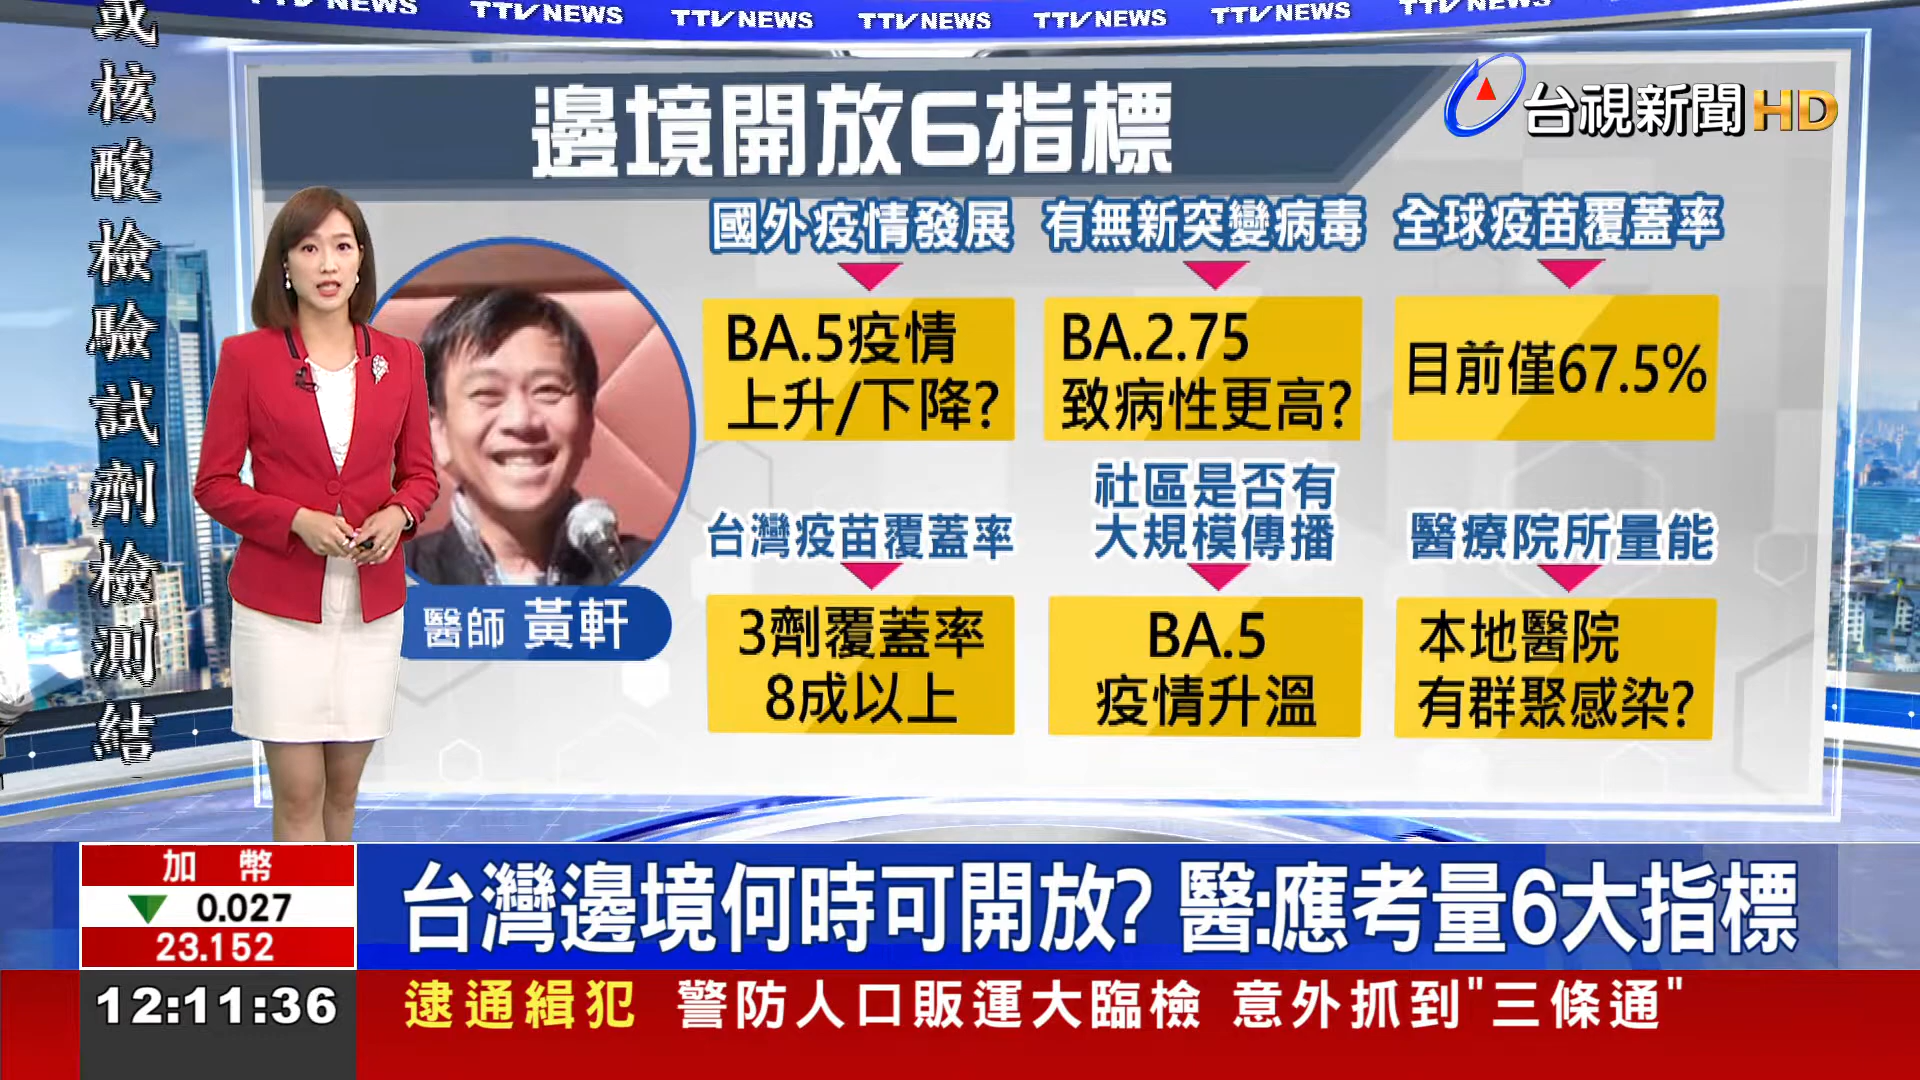 TTV NEWS
TTV NEWS
TTV NEWS
TTV NEWS
TTV NEWS
TTV NEWS
TTV NEWS
或核酸檢驗試劑檢測結
邊境開放6指標
台視新聞HD
國外疫情發展
BA.5疫情
上升/下降?
有無新突變病毒
BA.2.75
致病性更高?
全球疫苗覆蓋率
目前僅67.5%
台灣疫苗覆蓋率
3劑覆蓋率
8成以上
社區是否有
大規模傳播
BA.5
疫情升溫
醫療院所量能
本地醫院
有群聚感染?
醫師 黃軒
加 幣
0.027
23.152
台灣邊境何時可開放? 醫:應考量6大指標
12:11:36
逮通緝犯 警防人口販運大臨檢 意外抓到"三條通"